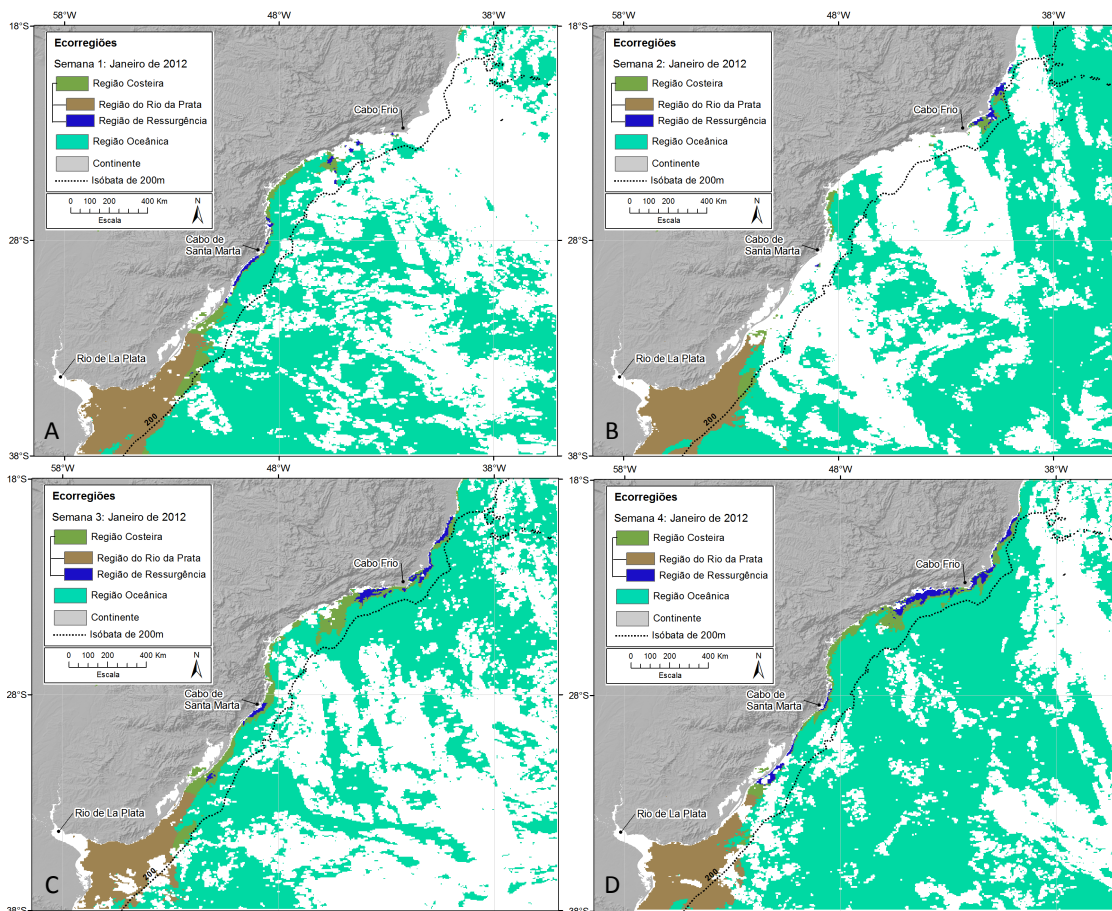 58°W 48°W 38°W
18°S
Ecorregiões
Semana 1: Janeiro de 2012
Região Costeira
Região do Rio da Prata
Região de Ressurgência
Região Oceânica
Continente
Isóbata de 200m
0 100 200 400 Km
Escala
N
Cabo Frio
28°S
Cabo de
Santa Marta
Rio de La Plata
200
A
38°S
58°W 48°W 38°W
58°W 48°W 38°W
18°S
Ecorregiões
Semana 2: Janeiro de 2012
Região Costeira
Região do Rio da Prata
Região de Ressurgência
Região Oceânica
Continente
Isóbata de 200m
0 100 200 400 Km
Escala
N
Cabo Frio
28°S
Cabo de
Santa Marta
Rio de La Plata
200
B
38°S
58°W 48°W 38°W
18°S
Ecorregiões
Semana 3: Janeiro de 2012
Região Costeira
Região do Rio da Prata
Região de Ressurgência
Região Oceânica
Continente
Isóbata de 200m
0 100 200 400 Km
Escala
N
Cabo Frio
28°S
Cabo de
Santa Marta
Rio de La Plata
200
C
38°S
18°S
Ecorregiões
Semana 4: Janeiro de 2012
Região Costeira
Região do Rio da Prata
Região de Ressurgência
Região Oceânica
Continente
Isóbata de 200m
0 100 200 400 Km
Escala
N
Cabo Frio
28°S
Cabo de
Santa Marta
Rio de La Plata
200
D
38°S